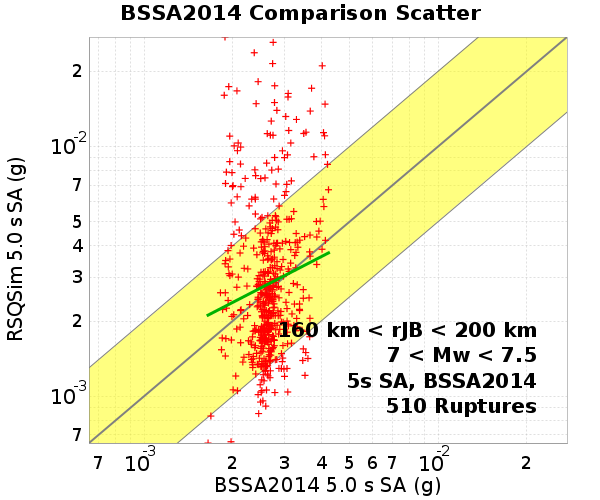 BSSA2014 Comparison Scatter
RSQSim 5.0 s SA (g)
2
10-2
7
5
4
3
2
10-3
7
160 km < rJB < 200 km
7 < Mw < 7.5
5s SA, BSSA2014
510 Ruptures
7 10-3 2 3 4 5 6 7 10-2 2
BSSA2014 5.0 s SA (g)